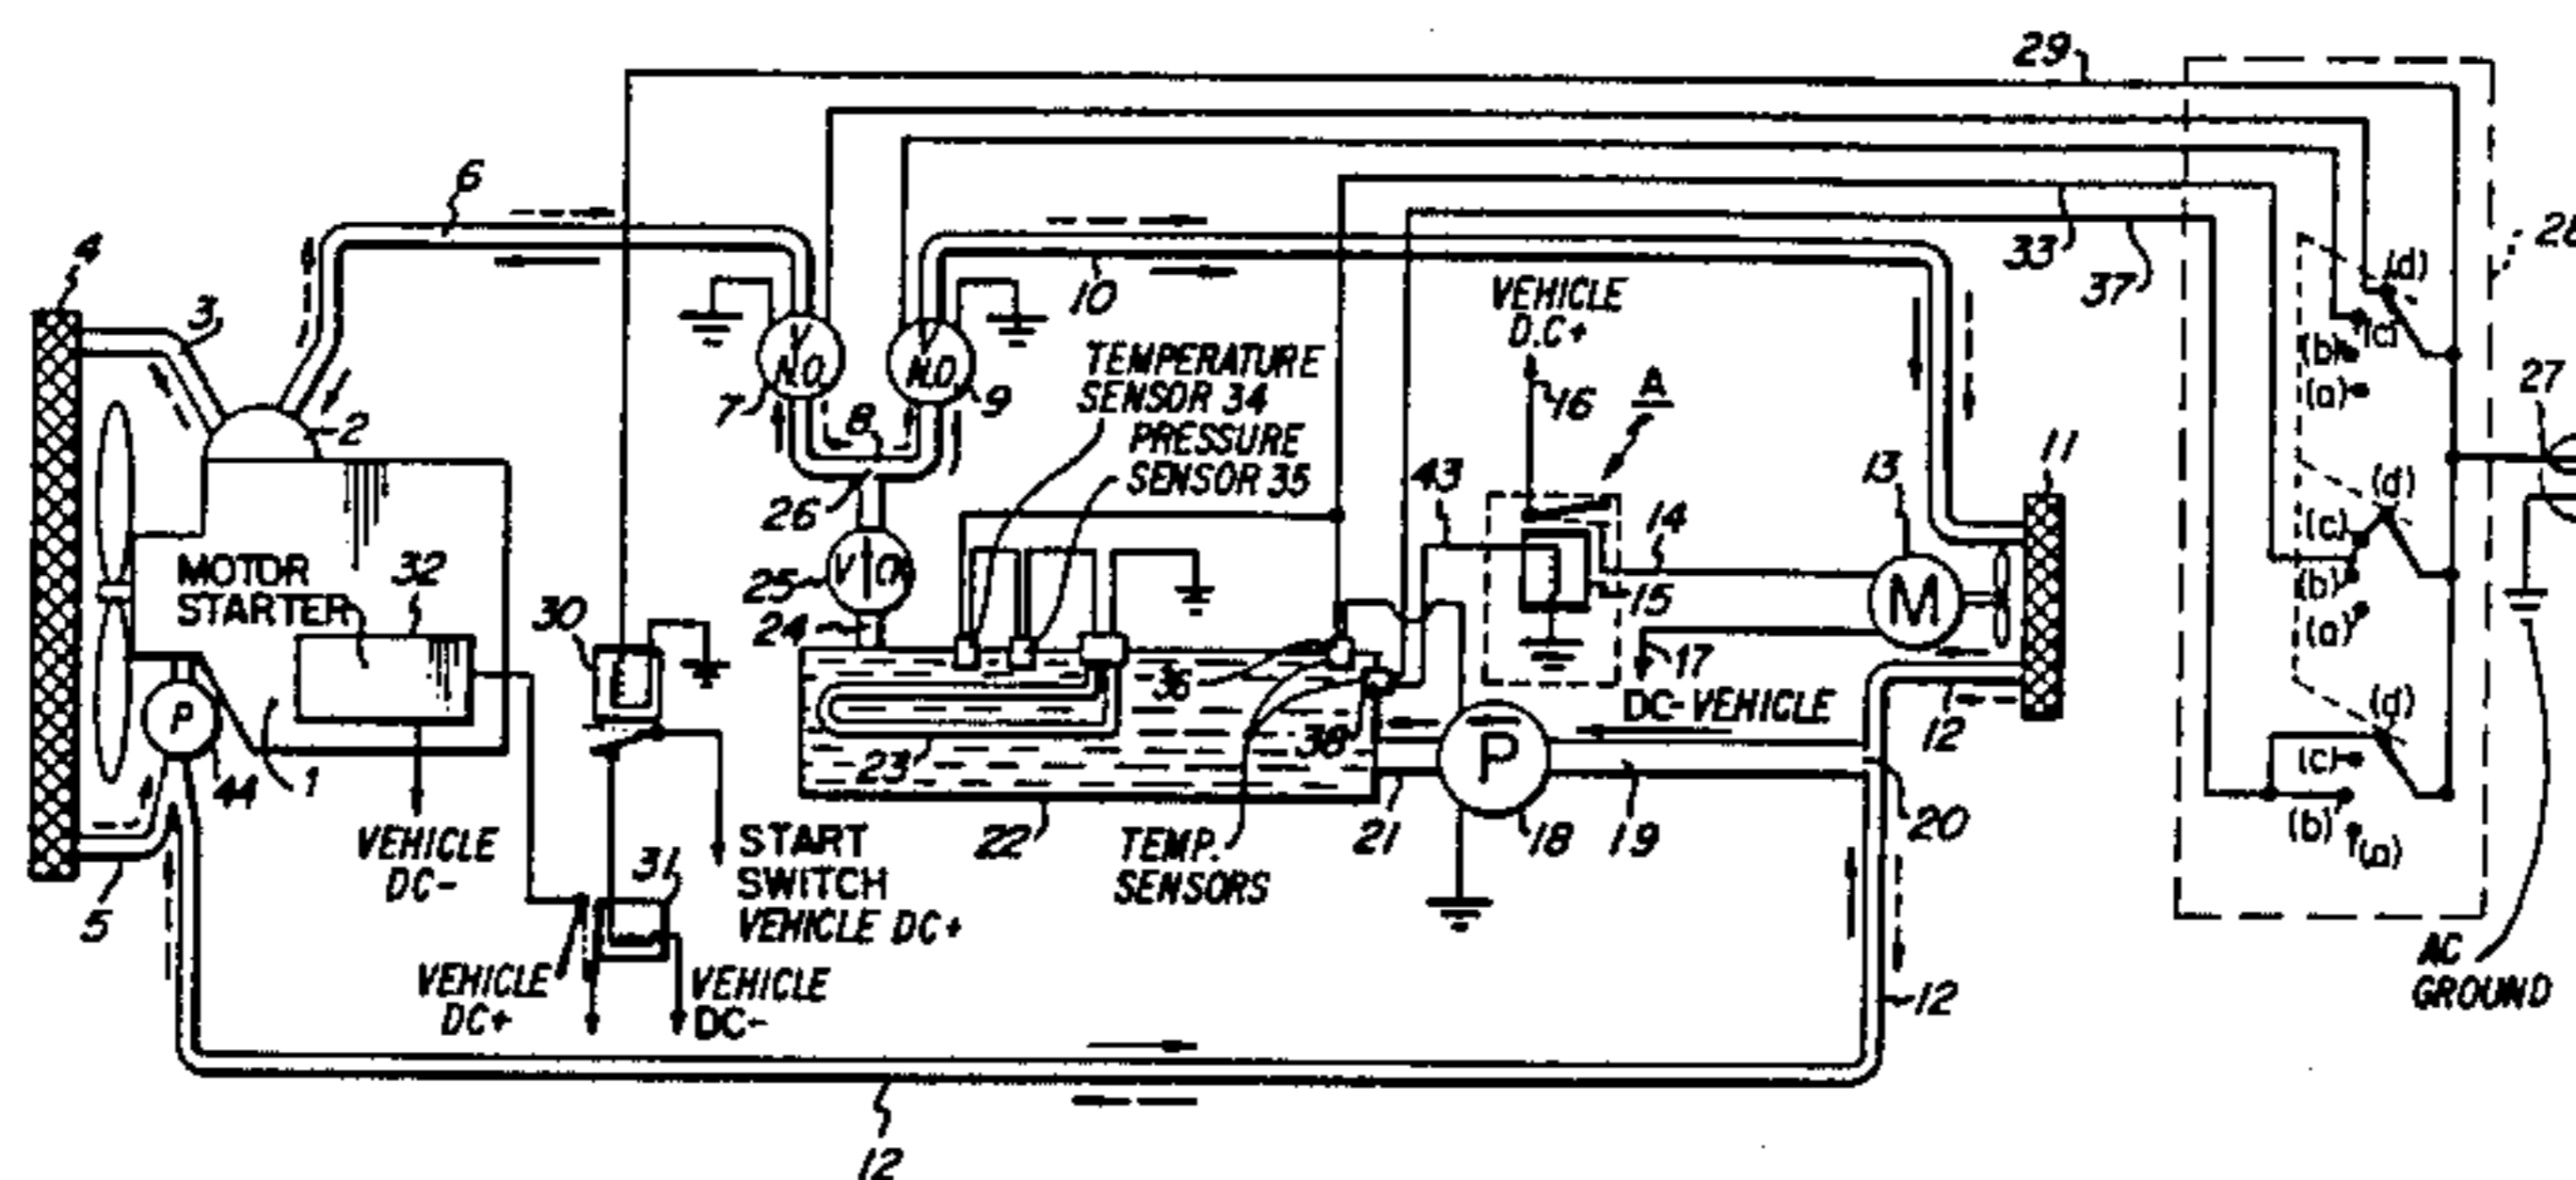 29
6
28
4
(d)
33
37
3
10
VEHICLE
D.C+
(c)
(b)
(a)
27
TEMPERATURE
SENSOR 34
V
N.O.
V
N.O.
A
7
8
9
16
2
PRESSURE
SENSOR 35
43
13
11
26
14
(d)
(c)
(b)
(a)
MOTOR
STARTER
32
30
25
V
24
15
M
36
17
DC-VEHICLE
12
(d)
(c)
(b)
(a)
P
44
1
23
38
P
22
TEMP.
SENSORS
21
18
19
20
VEHICLE
DC-
START
SWITCH
VEHICLE DC+
31
5
VEHICLE
DC+
VEHICLE
DC-
12
AC
GROUND
12